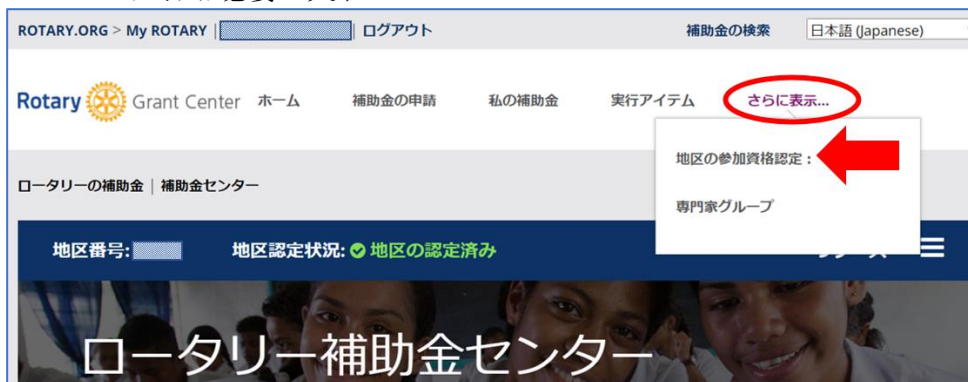 ROTARY.ORG > My ROTARY | | ログアウト 補助金の検索 日本語 (Japanese)
Rotary Grant Center ホーム 補助金の申請 私の補助金 実行アイテム さらに表示...
地区の参加資格認定：
ロータリーの補助金 | 補助金センター
専門家グループ
地区番号: 地区認定状況: 地区の認定済み
ロータリー補助金センター